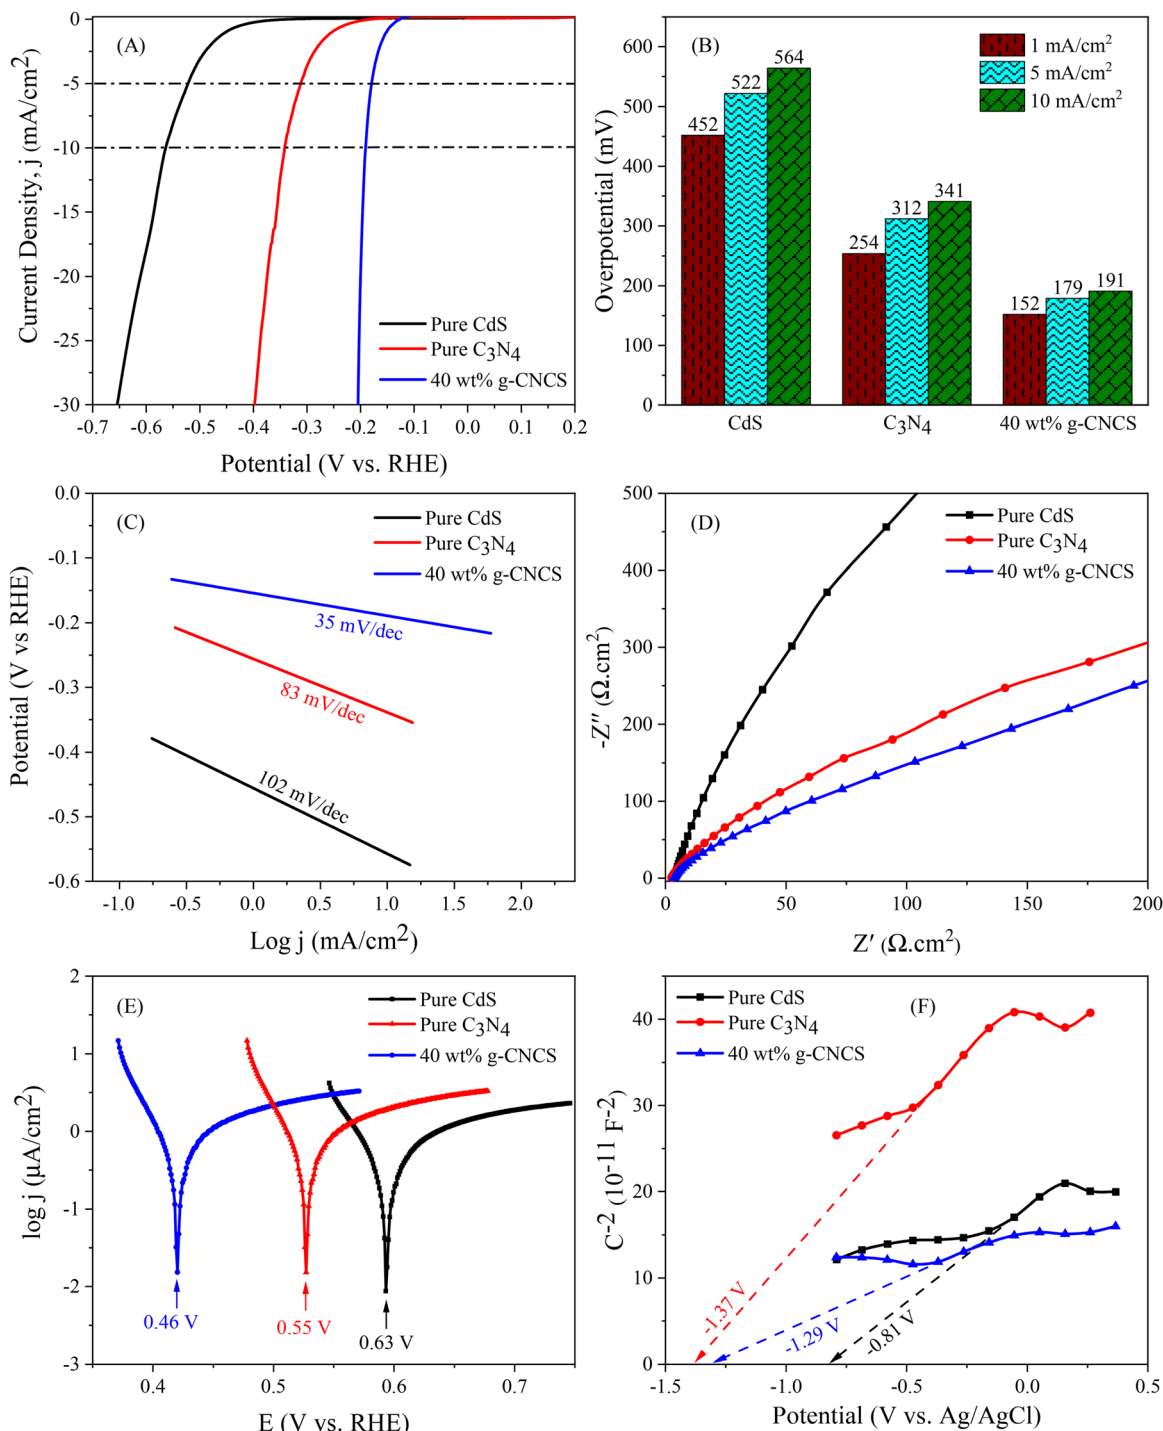 (A)
0
-5
-10
-15
-20
-25
-30
Current Density, j (mA/cm²)
Pure CdS
Pure C₃N₄
40 wt% g-CNCS
-0.7 -0.6 -0.5 -0.4 -0.3 -0.2 -0.1 0.0 0.1 0.2
Potential (V vs. RHE)
(B)
600
500
400
300
200
100
0
Overpotential (mV)
1 mA/cm²
5 mA/cm²
10 mA/cm²
452 522 564
254 312 341
152 179 191
CdS C₃N₄ 40 wt% g-CNCS
(C)
0.0
-0.1
-0.2
-0.3
-0.4
-0.5
-0.6
Potential (V vs RHE)
Pure CdS
Pure C₃N₄
40 wt% g-CNCS
35 mV/dec
83 mV/dec
102 mV/dec
-1.0 -0.5 0.0 0.5 1.0 1.5 2.0
Log j (mA/cm²)
(D)
500
400
300
200
100
0
-Z″ (Ω.cm²)
Pure CdS
Pure C₃N₄
40 wt% g-CNCS
0 50 100 150 200
Z′ (Ω.cm²)
(E)
2
1
0
-1
-2
-3
log j (µA/cm²)
Pure CdS
Pure C₃N₄
40 wt% g-CNCS
0.46 V
0.55 V
0.63 V
0.4 0.5 0.6 0.7
E (V vs. RHE)
(F)
40
30
20
10
0
C⁻² (10⁻¹¹ F⁻²)
Pure CdS
Pure C₃N₄
40 wt% g-CNCS
-1.37 V
-1.29 V
-0.81 V
-1.5 -1.0 -0.5 0.0 0.5
Potential (V vs. Ag/AgCl)